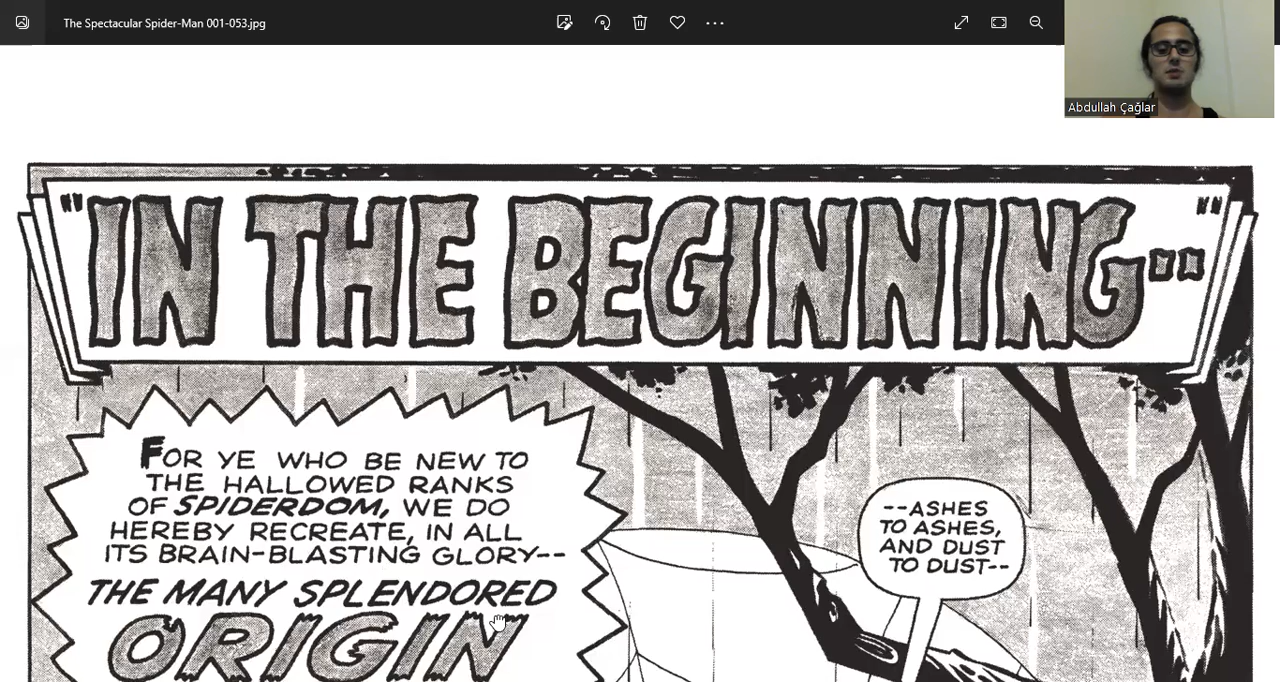 The Spectacular Spider-Man 001-053.jpg
Abdullah Çağlar
"IN THE BEGINNING--"
FOR YE WHO BE NEW TO
THE HALLOWED RANKS
OF SPIDERDOM, WE DO
HEREBY RECREATE, IN ALL
ITS BRAIN-BLASTING GLORY--
THE MANY SPLENDORED
ORIGIN
--ASHES
TO ASHES,
AND DUST
TO DUST--